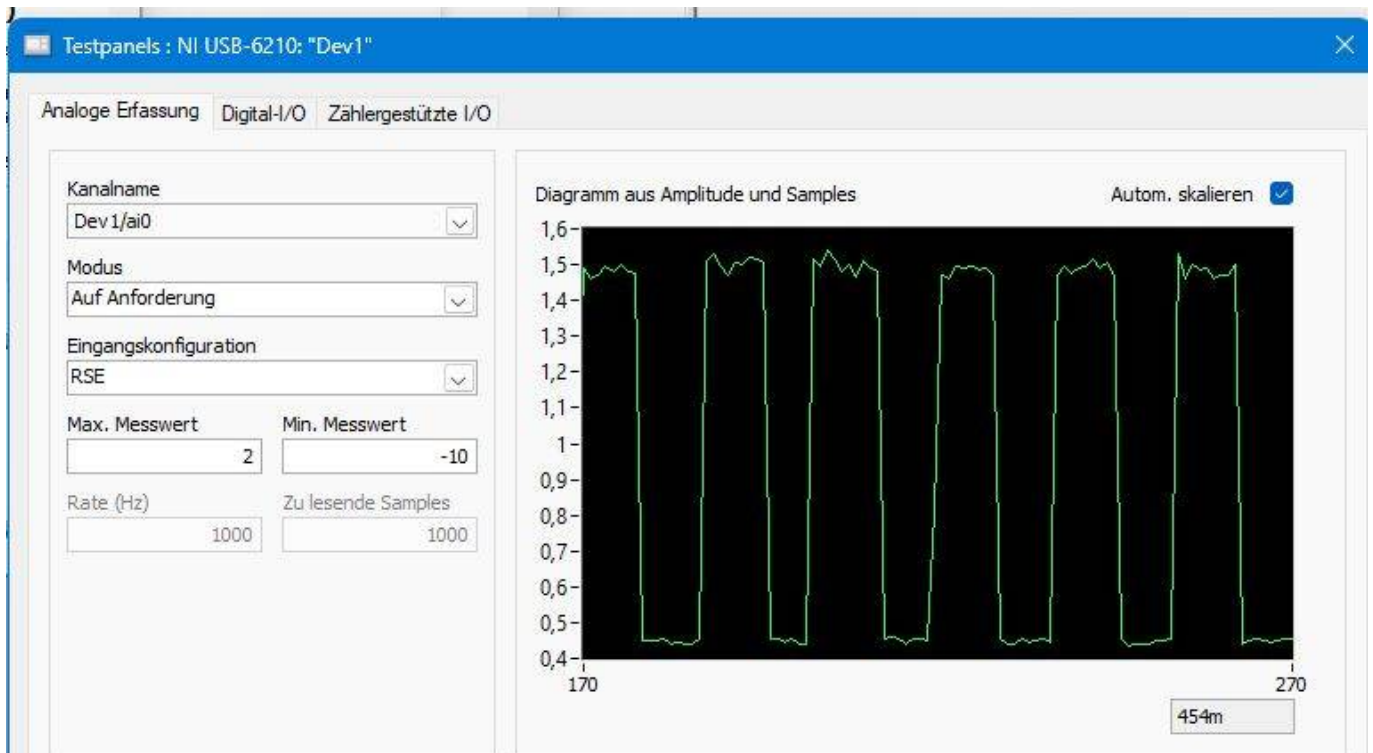 Testpanels : NI USB-6210: "Dev1"
Analoge Erfassung Digital-I/O Zählergestützte I/O
Kanalname
Dev1/ai0
Modus
Auf Anforderung
Eingangskonfiguration
RSE
Max. Messwert Min. Messwert
2 -10
Rate (Hz) Zu lesende Samples
1000 1000
Diagramm aus Amplitude und Samples Autom. skalieren
1,6
1,5
1,4
1,3
1,2
1,1
1
0,9
0,8
0,7
0,6
0,5
0,4
170 270
454m